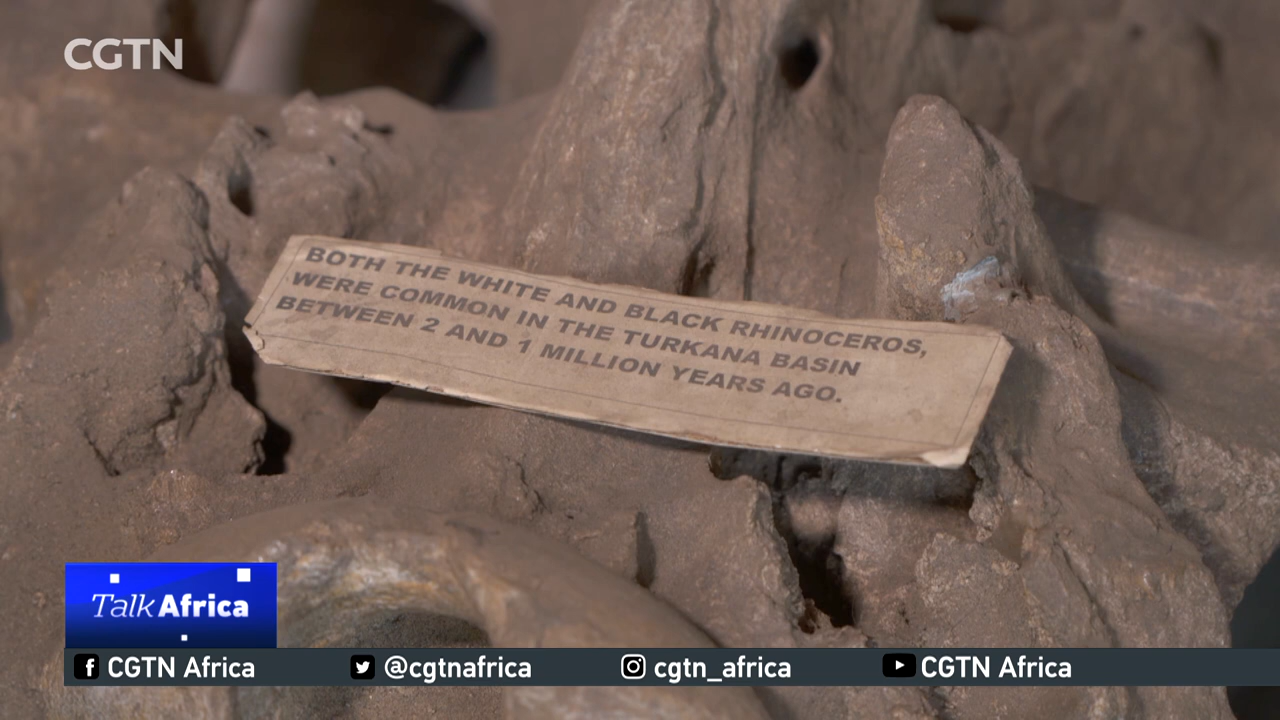 CGTN
BOTH THE WHITE AND BLACK RHINOCEROS,
WERE COMMON IN THE TURKANA BASIN
BETWEEN 2 AND 1 MILLION YEARS AGO.
Talk Africa
CGTN Africa
@cgtnafrica
cgtn_africa
CGTN Africa